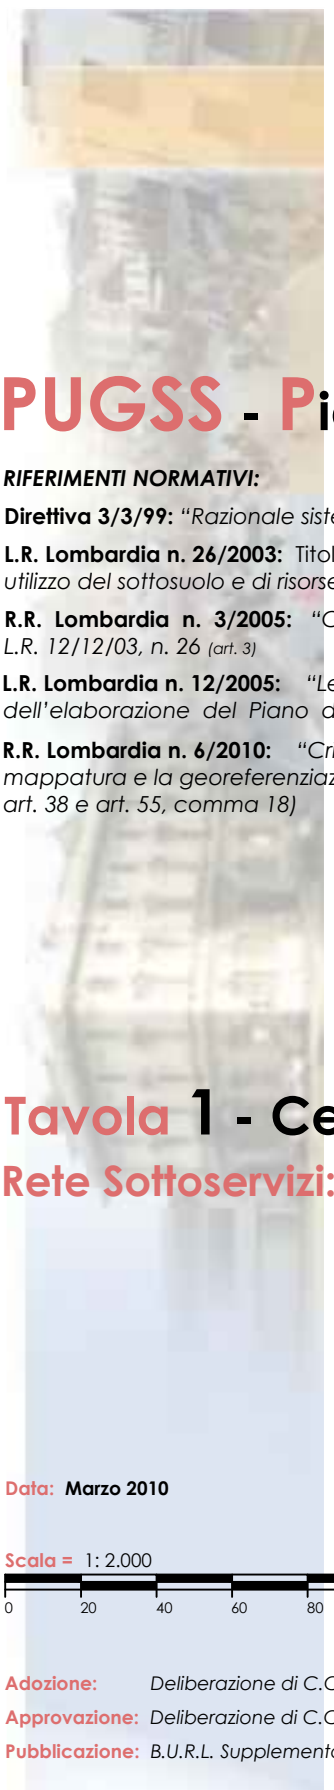 PUGSS - Pi
RIFERIMENTI NORMATIVI:
Direttiva 3/3/99: “Razionale sist
L.R. Lombardia n. 26/2003: Titol
utilizzo del sottosuolo e di risorse
R.R. Lombardia n. 3/2005: “C
L.R. 12/12/03, n. 26 (art. 3)
L.R. Lombardia n. 12/2005: “Le
dell’elaborazione del Piano d
R.R. Lombardia n. 6/2010: “Cri
mappatura e la georeferenziaz
art. 38 e art. 55, comma 18)
Tavola 1 - Ce
Rete Sottoservizi:
Data: Marzo 2010
Scala = 1: 2.000
0 20 40 60 80
Adozione: Deliberazione di C.C
Approvazione: Deliberazione di C.C
Pubblicazione: B.U.R.L. Supplement